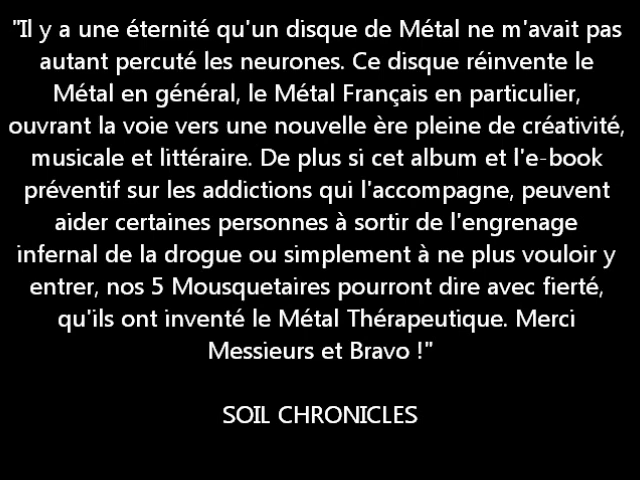 "Il y a une éternité qu'un disque de Métal ne m'avait pas
autant percuté les neurones. Ce disque réinvente le
Métal en général, le Métal Français en particulier,
ouvrant la voie vers une nouvelle ère pleine de créativité,
musicale et littéraire. De plus si cet album et l'e-book
préventif sur les addictions qui l'accompagne, peuvent
aider certaines personnes à sortir de l'engrenage
infernal de la drogue ou simplement à ne plus vouloir y
entrer, nos 5 Mousquetaires pourront dire avec fierté,
qu'ils ont inventé le Métal Thérapeutique. Merci
Messieurs et Bravo !"
SOIL CHRONICLES